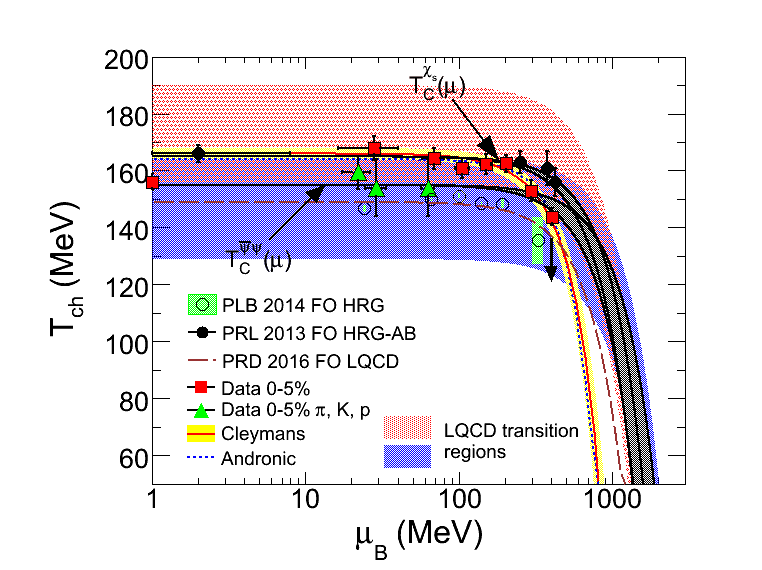 200
180
160
140
120
100
80
60
T_ch (MeV)
T_C^χ_s(μ)
T_C^ψ̅ψ(μ)
PLB 2014 FO HRG
PRL 2013 FO HRG-AB
PRD 2016 FO LQCD
Data 0-5%
Data 0-5% π, K, p
Cleymans
Andronic
LQCD transition
regions
1 10 100 1000
μ_B (MeV)